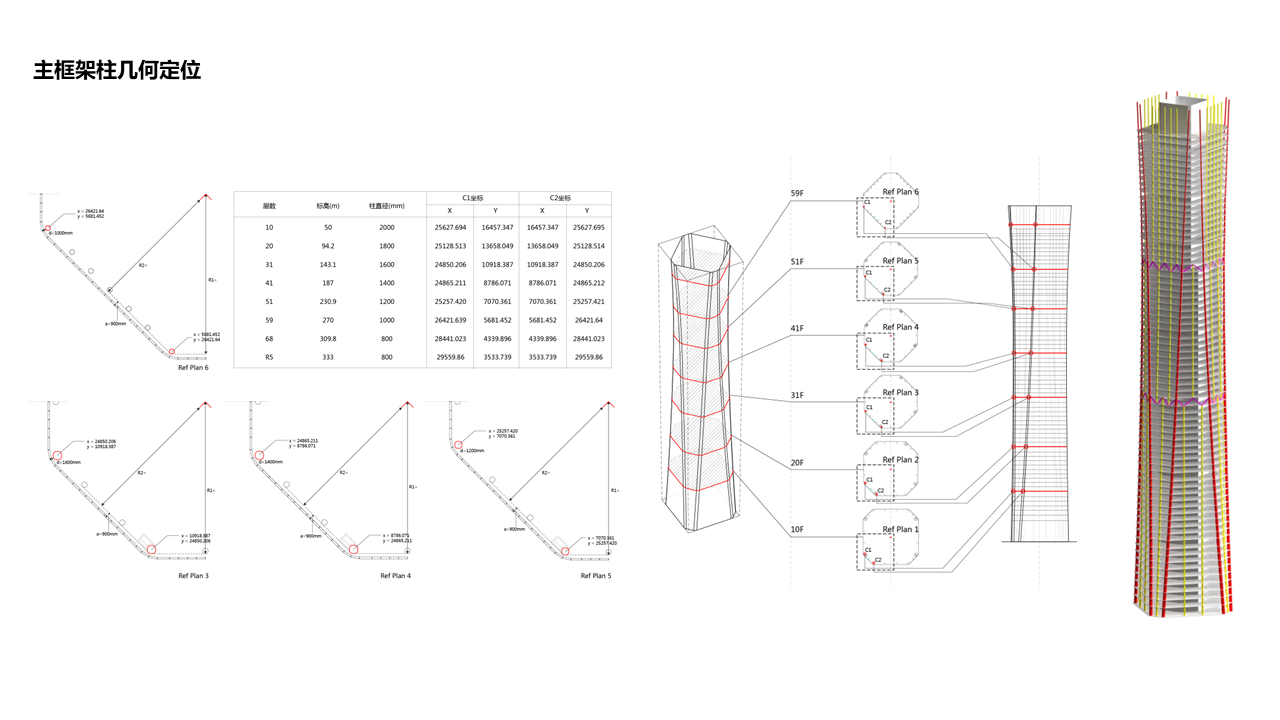 主框架柱几何定位
x = 26421.64
y = 5681.452
d=1000mm
R2=
R1=
a=900mm
x = 5681.452
y = 26421.64
Ref Plan 6
层数 标高(m) 柱直径(mm) C1坐标 C2坐标
X Y X Y
10 50 2000 25627.694 16457.347 16457.347 25627.695
20 94.2 1800 25128.513 13658.049 13658.049 25128.514
31 143.1 1600 24850.206 10918.387 10918.387 24850.206
41 187 1400 24865.211 8786.071 8786.071 24865.212
51 230.9 1200 25257.420 7070.361 7070.361 25257.421
59 270 1000 26421.639 5681.452 5681.452 26421.64
68 309.8 800 28441.023 4339.896 4339.896 28441.023
R5 333 800 29559.86 3533.739 3533.739 29559.86
x = 24850.206
y = 10918.387
d=1600mm
R2=
R1=
a=900mm
x = 10918.387
y = 24850.206
Ref Plan 3
x = 24865.211
y = 8786.071
d=1400mm
R2=
R1=
a=900mm
x = 8786.071
y = 24865.211
Ref Plan 4
x = 25257.420
y = 7070.361
d=1200mm
R2=
R1=
a=900mm
x = 7070.361
y = 25257.420
Ref Plan 5
59F
Ref Plan 6
C1
C2
51F
Ref Plan 5
C1
C2
41F
Ref Plan 4
C1
C2
31F
Ref Plan 3
C1
C2
20F
Ref Plan 2
C1
C2
10F
Ref Plan 1
C1
C2